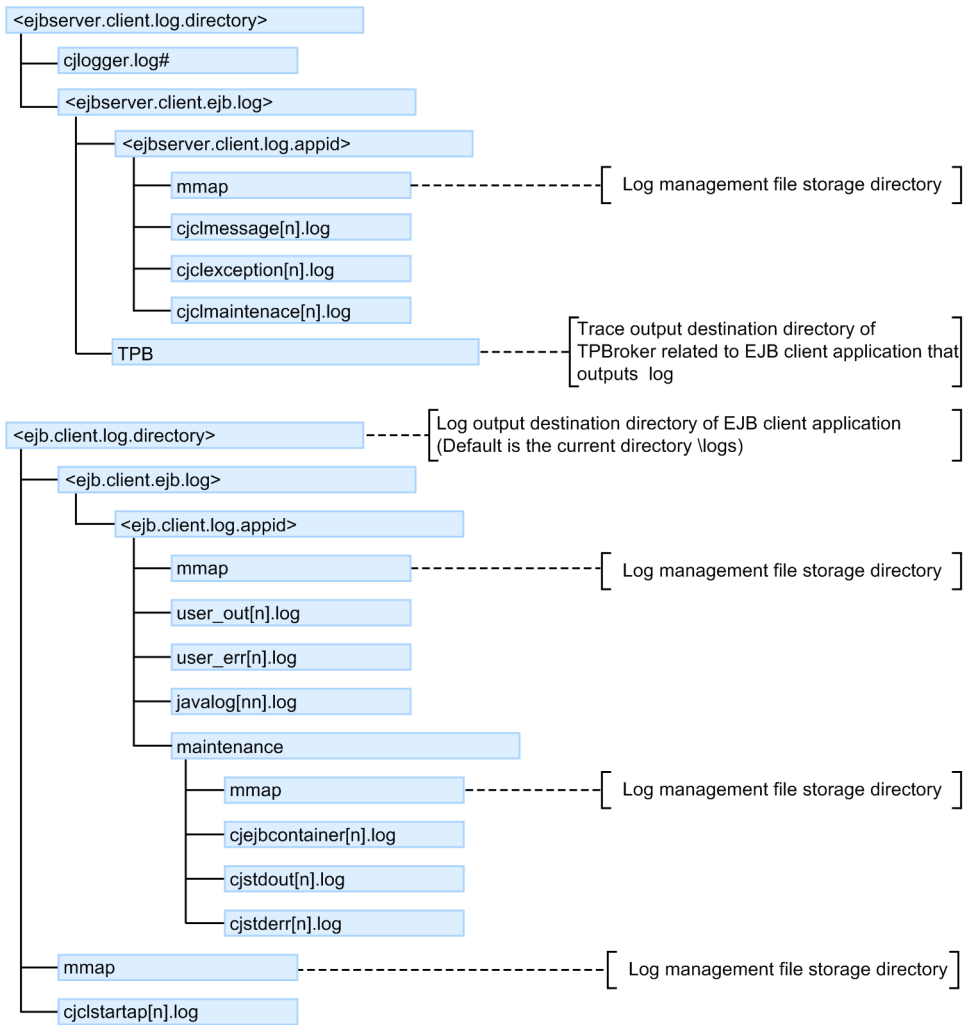 <ejbserver.client.log.directory>
cjlogger.log#
<ejbserver.client.ejb.log>
<ejbserver.client.log.appid>
mmap
Log management file storage directory
cjclmessage[n].log
cjclexception[n].log
cjclmaintenace[n].log
TPB
Trace output destination directory of
TPBroker related to EJB client application that
outputs log
<ejb.client.log.directory>
Log output destination directory of EJB client application
(Default is the current directory \logs)
<ejb.client.ejb.log>
<ejb.client.log.appid>
mmap
Log management file storage directory
user_out[n].log
user_err[n].log
javalog[nn].log
maintenance
mmap
Log management file storage directory
cjejbcontainer[n].log
cjstdout[n].log
cjstderr[n].log
mmap
Log management file storage directory
cjclstartap[n].log